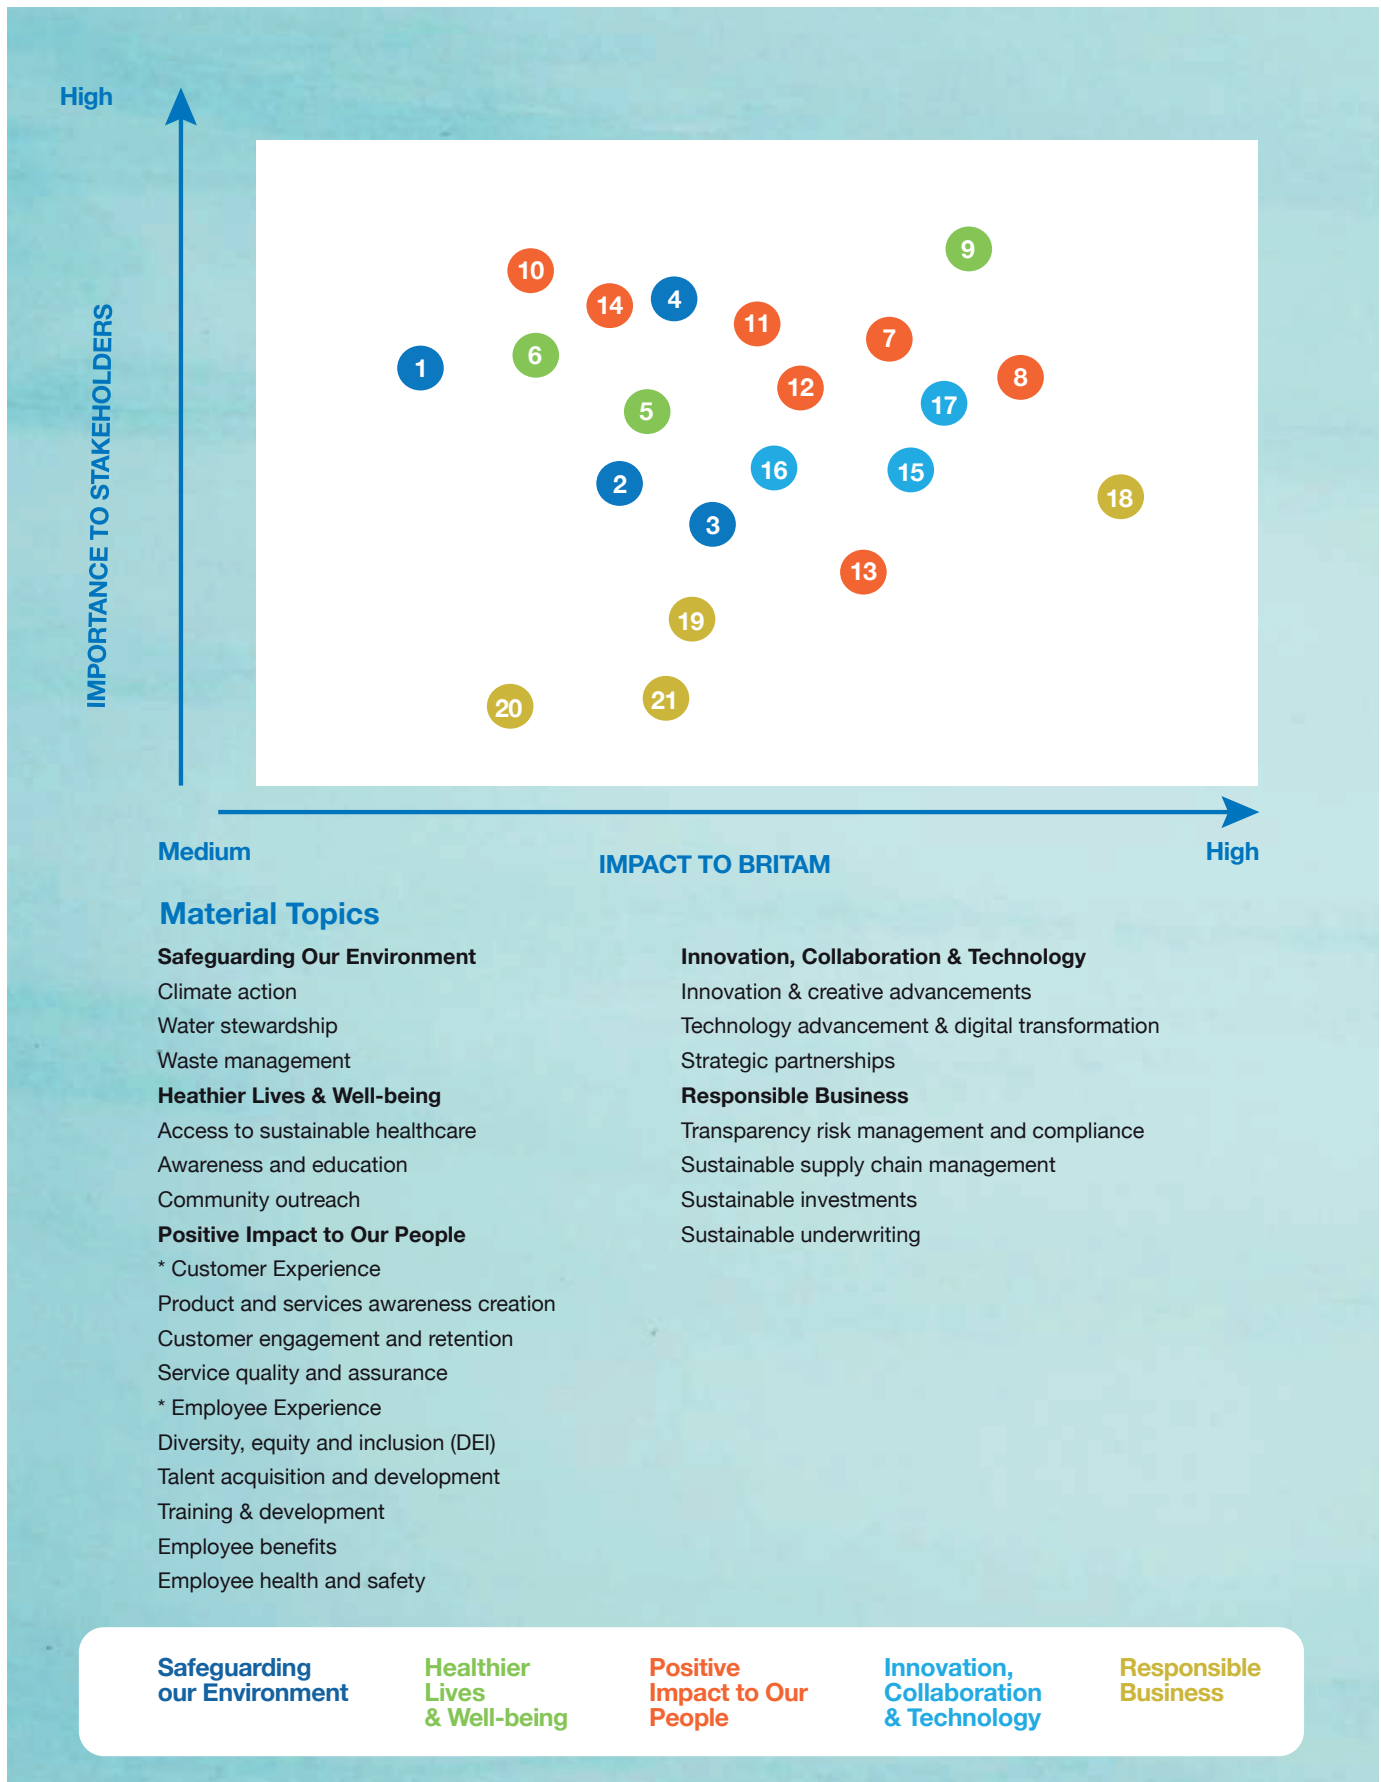 High
IMPORTANCE TO STAKEHOLDERS
9
10
4
14
11
7
6
1
8
12
17
5
16
15
2
18
3
13
19
21
20
Medium
IMPACT TO BRITAM
High
Material Topics
Safeguarding Our Environment
Climate action
Water stewardship
Waste management
Heathier Lives & Well-being
Access to sustainable healthcare
Awareness and education
Community outreach
Positive Impact to Our People
* Customer Experience
Product and services awareness creation
Customer engagement and retention
Service quality and assurance
* Employee Experience
Diversity, equity and inclusion (DEI)
Talent acquisition and development
Training & development
Employee benefits
Employee health and safety
Innovation, Collaboration & Technology
Innovation & creative advancements
Technology advancement & digital transformation
Strategic partnerships
Responsible Business
Transparency risk management and compliance
Sustainable supply chain management
Sustainable investments
Sustainable underwriting
Safeguarding
our Environment
Healthier
Lives
& Well-being
Positive
Impact to Our
People
Innovation,
Collaboration
& Technology
Responsible
Business